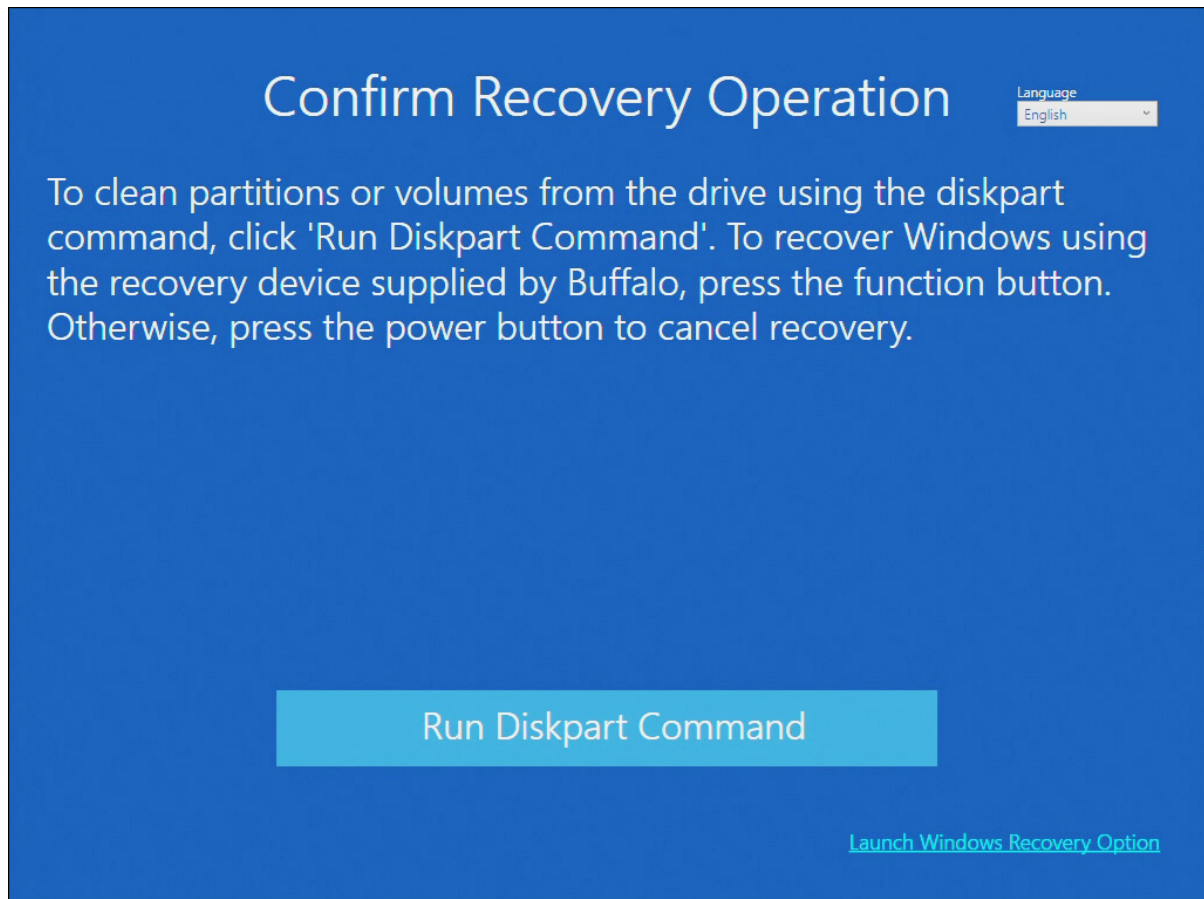 Confirm Recovery Operation
Language
English
To clean partitions or volumes from the drive using the diskpart
command, click 'Run Diskpart Command'. To recover Windows using
the recovery device supplied by Buffalo, press the function button.
Otherwise, press the power button to cancel recovery.
Run Diskpart Command
Launch Windows Recovery Option